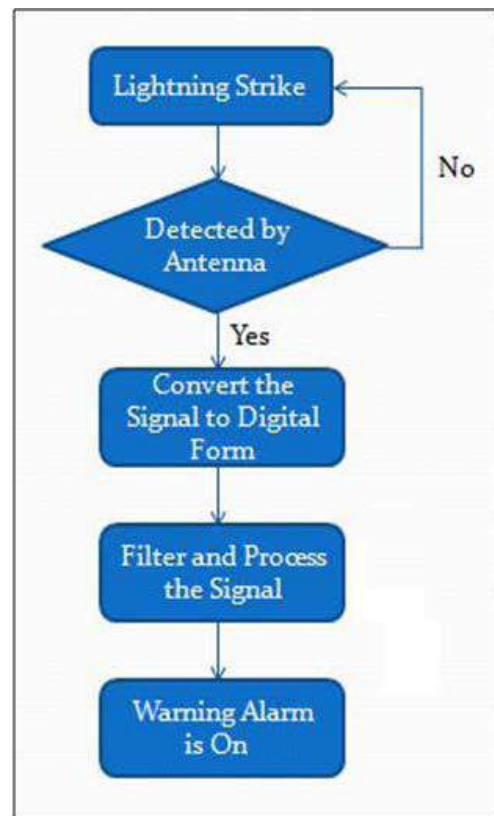 Lightning Strike
No
Detected by
Antenna
Yes
Convert the
Signal to Digital
Form
Filter and Process
the Signal
Warning Alarm
is On